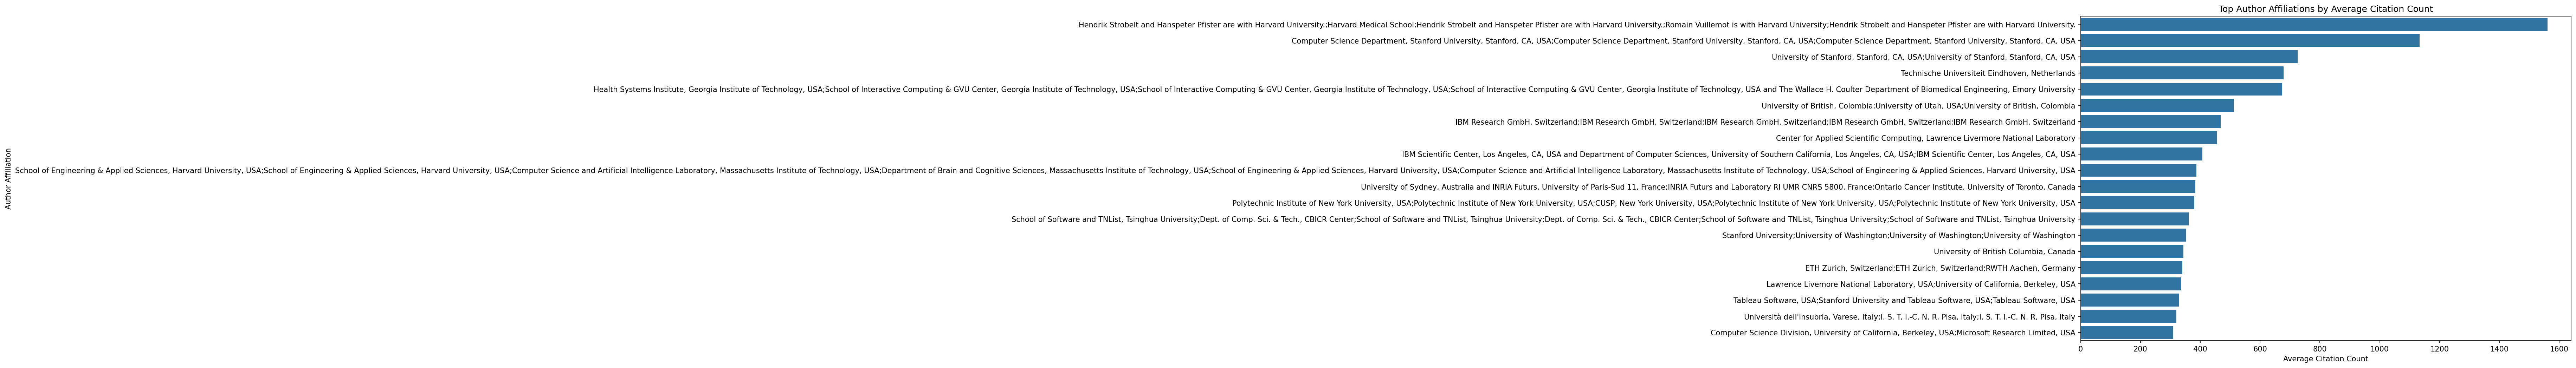 Top Author Affiliations by Average Citation Count
Author Affiliation
Hendrik Strobelt and Hanspeter Pfister are with Harvard University.;Harvard Medical School;Hendrik Strobelt and Hanspeter Pfister are with Harvard University.;Romain Vuillemot is with Harvard University;Hendrik Strobelt and Hanspeter Pfister are with Harvard University.
Computer Science Department, Stanford University, Stanford, CA, USA;Computer Science Department, Stanford University, Stanford, CA, USA;Computer Science Department, Stanford University, Stanford, CA, USA
University of Stanford, Stanford, CA, USA;University of Stanford, Stanford, CA, USA
Technische Universiteit Eindhoven, Netherlands
Health Systems Institute, Georgia Institute of Technology, USA;School of Interactive Computing & GVU Center, Georgia Institute of Technology, USA;School of Interactive Computing & GVU Center, Georgia Institute of Technology, USA;School of Interactive Computing & GVU Center, Georgia Institute of Technology, USA and The Wallace H. Coulter Department of Biomedical Engineering, Emory University
University of British, Colombia;University of Utah, USA;University of British, Colombia
IBM Research GmbH, Switzerland;IBM Research GmbH, Switzerland;IBM Research GmbH, Switzerland;IBM Research GmbH, Switzerland;IBM Research GmbH, Switzerland
Center for Applied Scientific Computing, Lawrence Livermore National Laboratory
IBM Scientific Center, Los Angeles, CA, USA and Department of Computer Sciences, University of Southern California, Los Angeles, CA, USA;IBM Scientific Center, Los Angeles, CA, USA
School of Engineering & Applied Sciences, Harvard University, USA;School of Engineering & Applied Sciences, Harvard University, USA;Computer Science and Artificial Intelligence Laboratory, Massachusetts Institute of Technology, USA;Department of Brain and Cognitive Sciences, Massachusetts Institute of Technology, USA;School of Engineering & Applied Sciences, Harvard University, USA;Computer Science and Artificial Intelligence Laboratory, Massachusetts Institute of Technology, USA;School of Engineering & Applied Sciences, Harvard University, USA
University of Sydney, Australia and INRIA Futurs, University of Paris-Sud 11, France;INRIA Futurs and Laboratory RI UMR CNRS 5800, France;Ontario Cancer Institute, University of Toronto, Canada
Polytechnic Institute of New York University, USA;Polytechnic Institute of New York University, USA;CUSP, New York University, USA;Polytechnic Institute of New York University, USA;Polytechnic Institute of New York University, USA
School of Software and TNList, Tsinghua University;Dept. of Comp. Sci. & Tech., CBICR Center;School of Software and TNList, Tsinghua University;Dept. of Comp. Sci. & Tech., CBICR Center;School of Software and TNList, Tsinghua University;School of Software and TNList, Tsinghua University
Stanford University;University of Washington;University of Washington;University of Washington
University of British Columbia, Canada
ETH Zurich, Switzerland;ETH Zurich, Switzerland;RWTH Aachen, Germany
Lawrence Livemore National Laboratory, USA;University of California, Berkeley, USA
Tableau Software, USA;Stanford University and Tableau Software, USA;Tableau Software, USA
Università dell'Insubria, Varese, Italy;I. S. T. I.-C. N. R, Pisa, Italy;I. S. T. I.-C. N. R, Pisa, Italy
Computer Science Division, University of California, Berkeley, USA;Microsoft Research Limited, USA
0 200 400 600 800 1000 1200 1400 1600
Average Citation Count